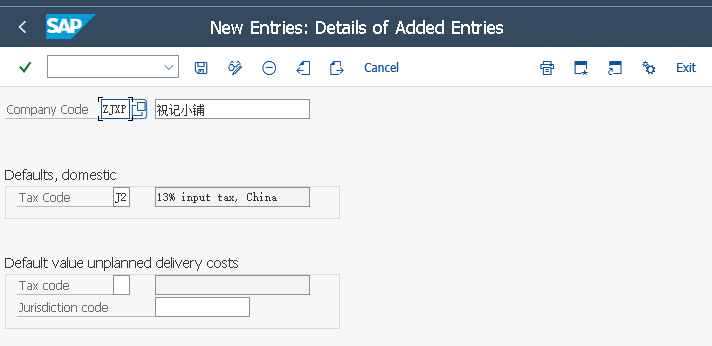 SAP New Entries: Details of Added Entries
Cancel Exit
Company Code ZJXP 祝记小铺
Defaults, domestic
Tax Code J2 13% input tax, China
Default value unplanned delivery costs
Tax code
Jurisdiction code